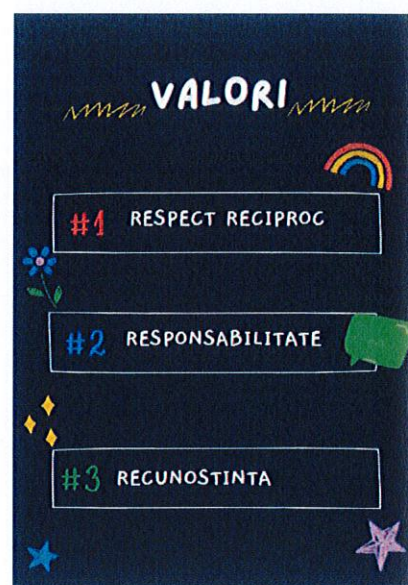 VALORI
#1 RESPECT RECIPROC
#2 RESPONSABILITATE
#3 RECUNOSTINTA